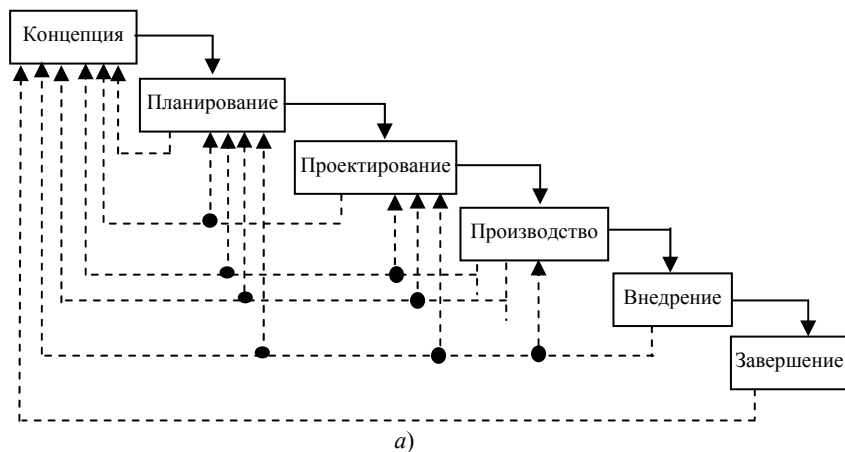 Концепция
Планирование
Проектирование
Производство
Внедрение
Завершение
а)